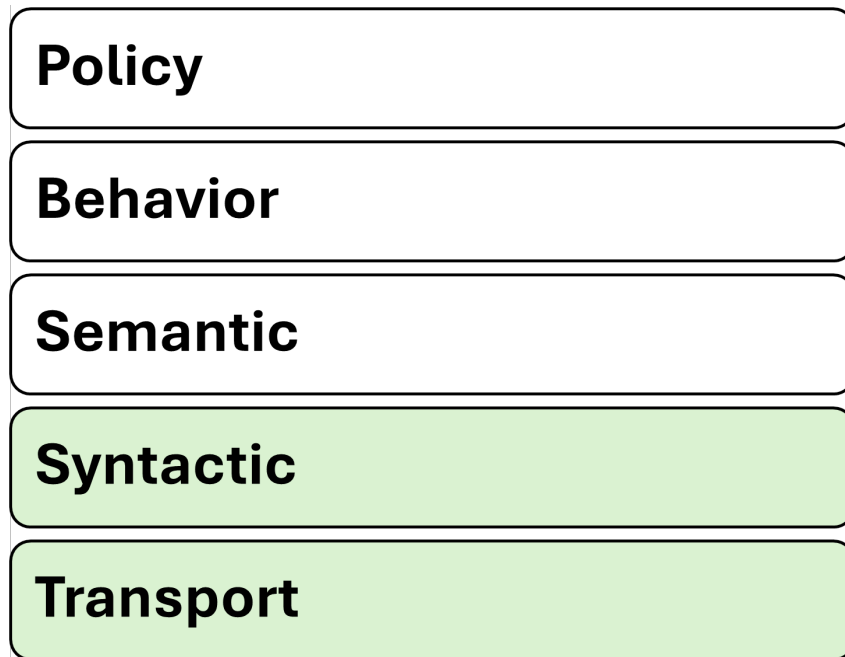 Policy
Behavior
Semantic
Syntactic
Transport